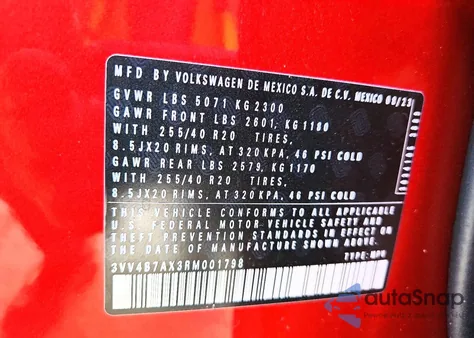 MFD BY VOLKSWAGEN DE MEXICO S.A. DE C.V. MEXICO 08/23
GVWR LBS 5071 KG 2300
GAWR FRONT LBS 2601, KG 1180
WITH 255/40 R20 TIRES,
8.5JX20 RIMS, AT 320 KPA, 46 PSI COLD
GAWR REAR LBS 2579, KG 1170
WITH 255/40 R20 TIRES,
8.5JX20 RIMS, AT 320 KPA, 46 PSI COLD
THIS VEHICLE CONFORMS TO ALL APPLICABLE
U.S. FEDERAL MOTOR VEHICLE SAFETY AND
THEFT PREVENTION STANDARDS IN EFFECT ON
THE DATE OF MANUFACTURE SHOWN ABOVE.
3VV4B7AX3RM001798 TYPE: MPV
autoSnap